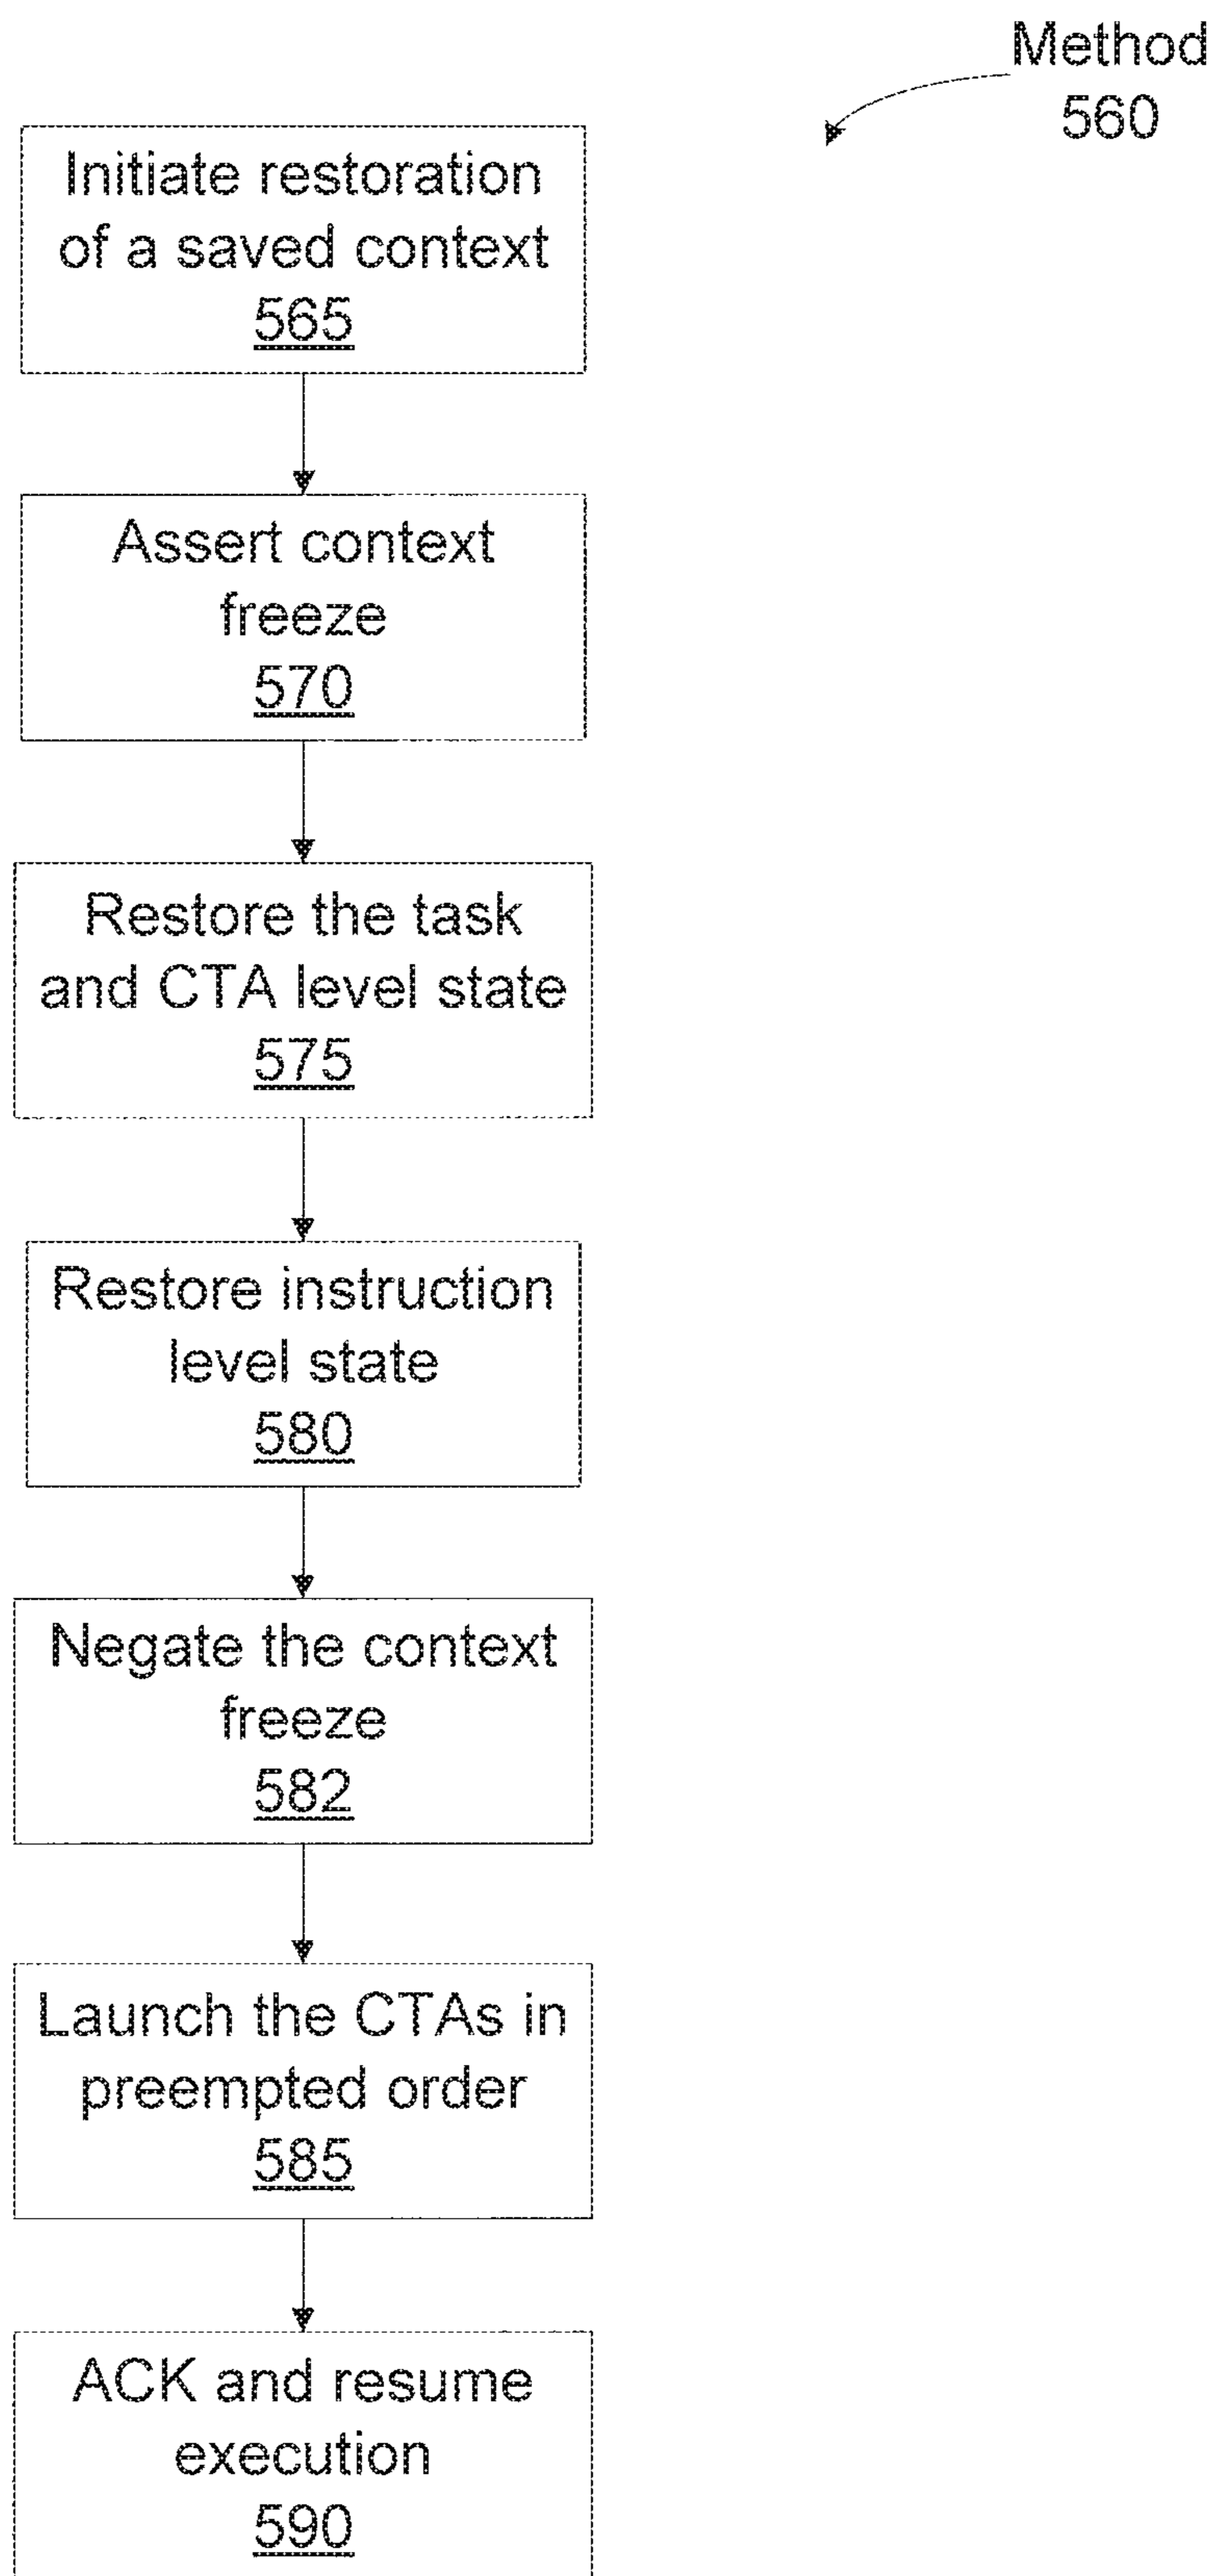 Method
560
Initiate restoration
of a saved context
565
Assert context
freeze
570
Restore the task
and CTA level state
575
Restore instruction
level state
580
Negate the context
freeze
582
Launch the CTAs in
preempted order
585
ACK and resume
execution
590